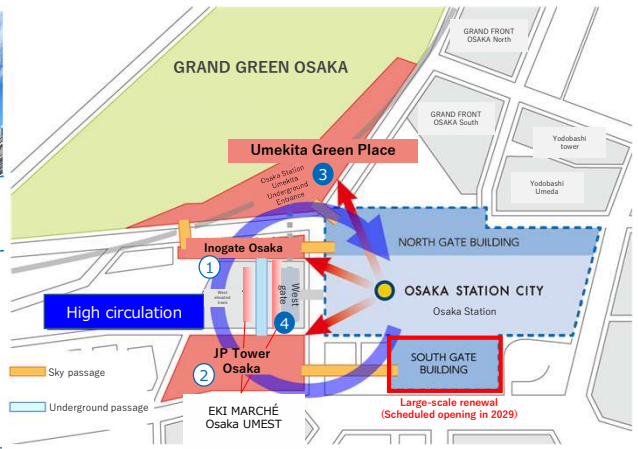 GRAND FRONT
OSAKA North
GRAND GREEN OSAKA
GRAND FRONT
OSAKA South
Yodobashi
tower
Umekita Green Place
Osaka Station
Umekita
Underground
Entrance
3
Yodobashi
Umeda
Inogate Osaka
NORTH GATE BUILDING
1
West
elevated
track
West
gate
OSAKA STATION CITY
Osaka Station
High circulation
4
JP Tower
Osaka
2
SOUTH GATE
BUILDING
Sky passage
Underground passage
EKI MARCHÉ
Osaka UMEST
Large-scale renewal
(Scheduled opening in 2029)